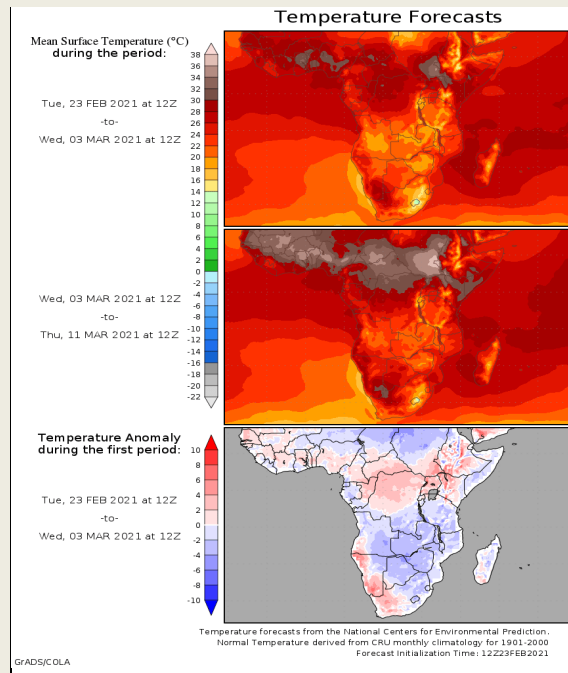 Temperature Forecasts
Mean Surface Temperature (°C)
during the period:
Tue, 23 FEB 2021 at 12Z
-to-
Wed, 03 MAR 2021 at 12Z
38
36
34
32
30
28
26
24
22
20
18
16
14
12
10
8
6
4
2
-2
-4
-6
-8
-10
-12
-14
-16
-18
-20
-22
Wed, 03 MAR 2021 at 12Z
-to-
Thu, 11 MAR 2021 at 12Z
Temperature Anomaly
during the first period:
Tue, 23 FEB 2021 at 12Z
-to-
Wed, 03 MAR 2021 at 12Z
10
8
6
4
2
0
-2
-4
-6
-8
-10
Temperature forecasts from the National Centers for Environmental Prediction.
Normal Temperature derived from CRU monthly climatology for 1901-2000
Forecast Initialization Time: 12Z23FEB2021
GrADS/COLA